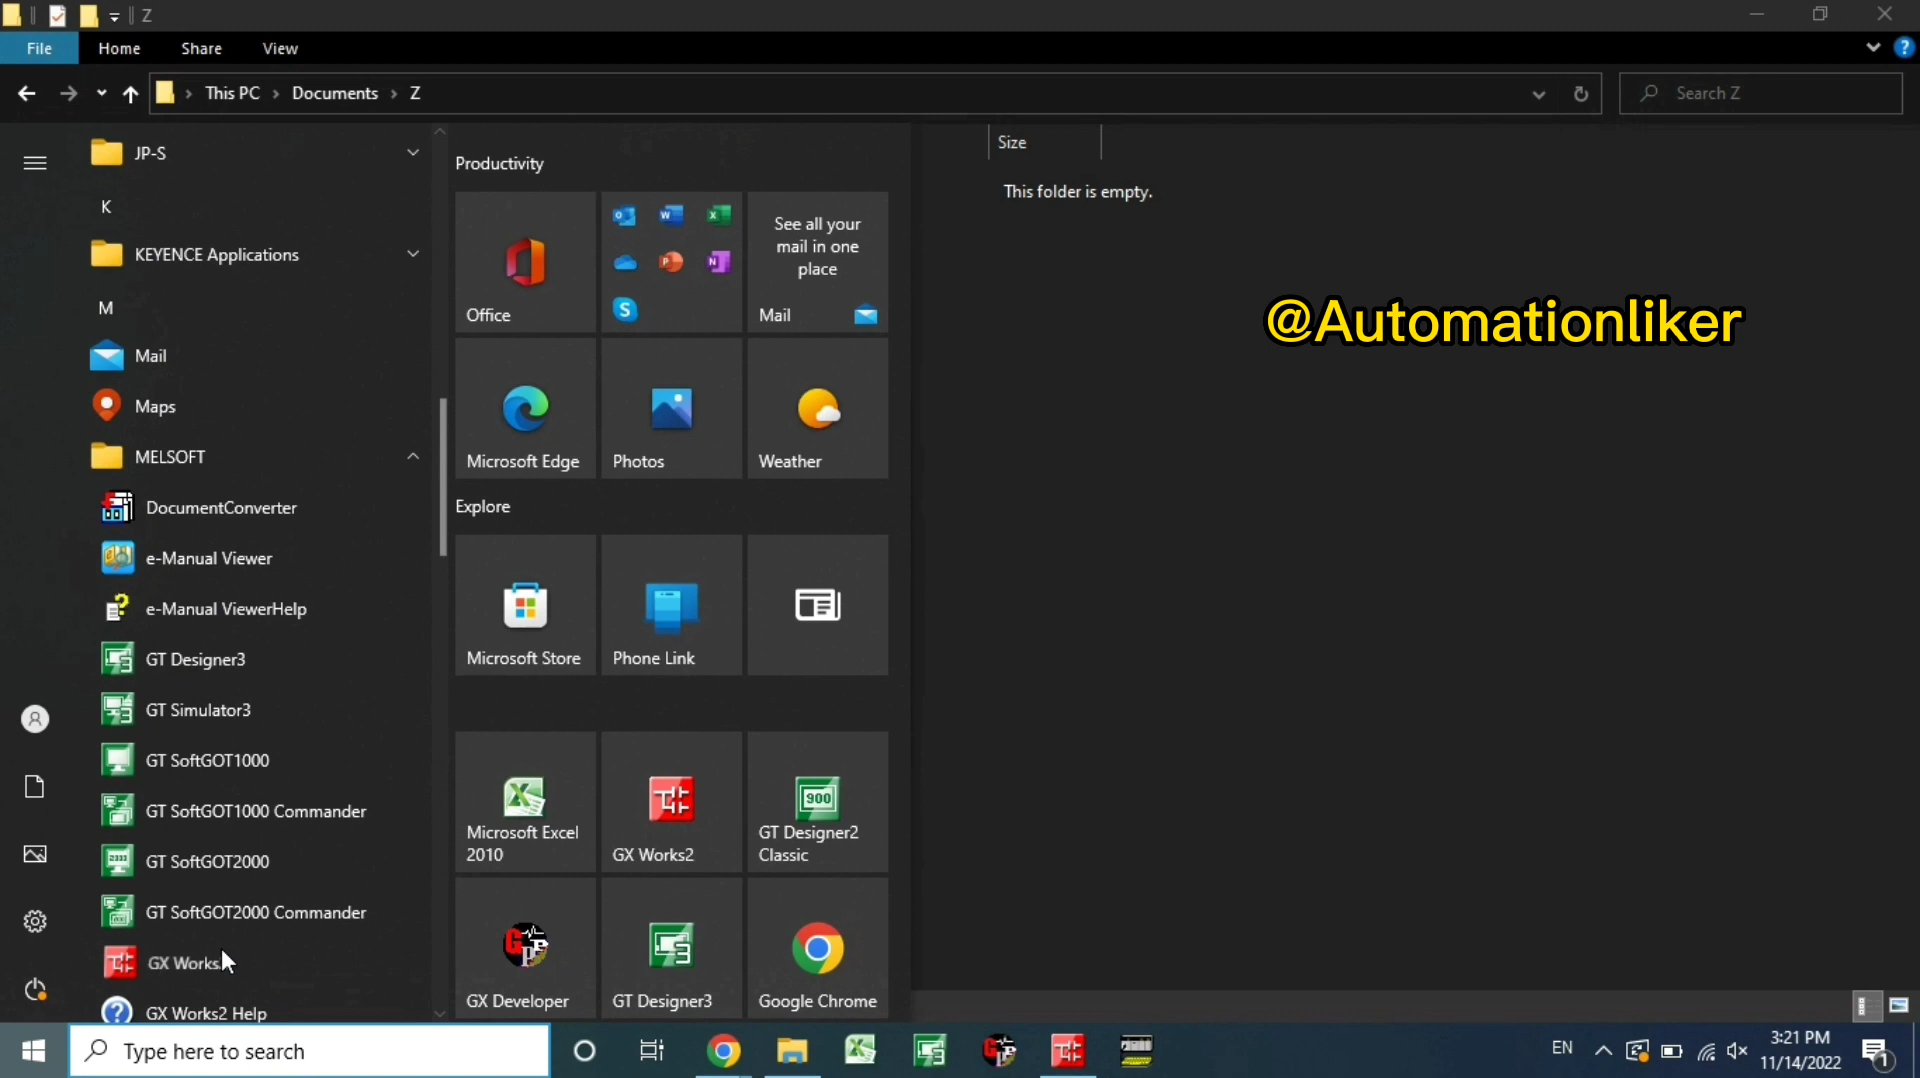 Z
File
Home
Share
View
This PC
Documents
Z
Search Z
JP-S
K
KEYENCE Applications
M
Mail
Maps
MELSOFT
DocumentConverter
e-Manual Viewer
e-Manual ViewerHelp
GT Designer3
GT Simulator3
GT SoftGOT1000
GT SoftGOT1000 Commander
GT SoftGOT2000
GT SoftGOT2000 Commander
GX Works
GX Works2 Help
Productivity
Office
See all your
mail in one
place
Mail
Microsoft Edge
Photos
Weather
Explore
Microsoft Store
Phone Link
Microsoft Excel
2010
GX Works2
900
GT Designer2
Classic
GX Developer
GT Designer3
Google Chrome
Size
This folder is empty.
@Automationliker
Type here to search
EN
3:21 PM
11/14/2022
1